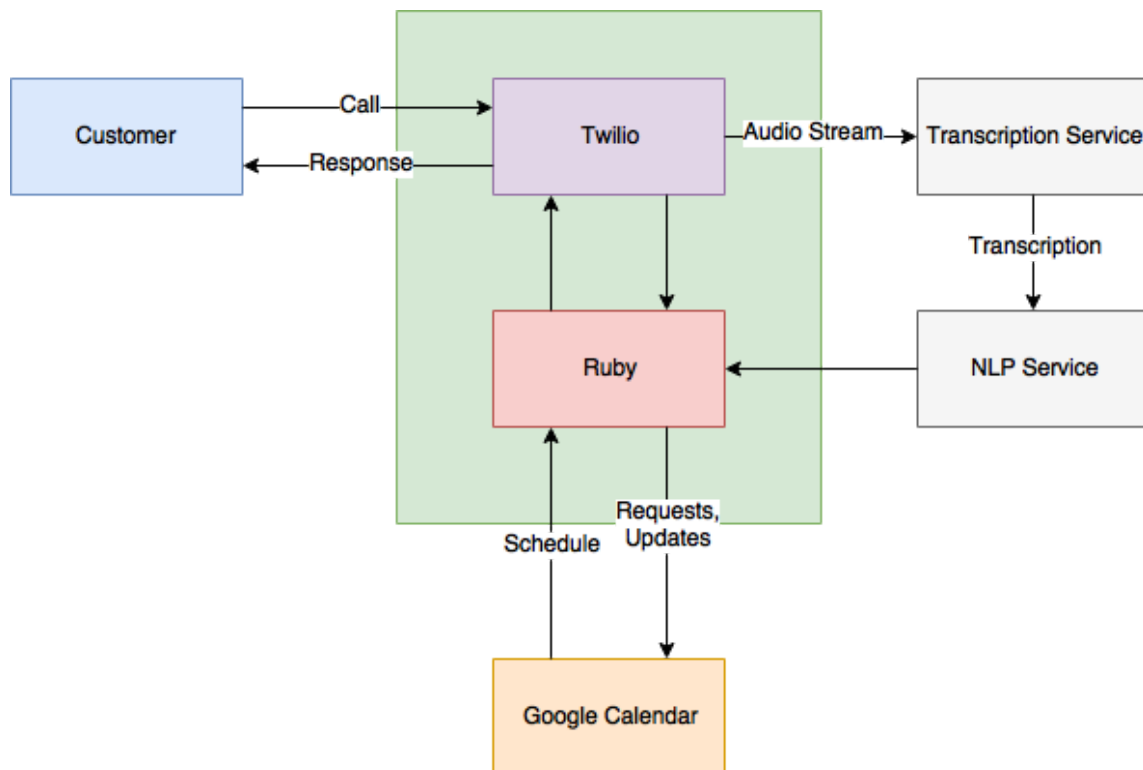 Customer
Call
Response
Twilio
Audio Stream
Transcription Service
Transcription
Ruby
NLP Service
Schedule
Requests,
Updates
Google Calendar